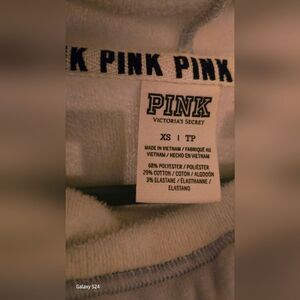 K PINK PINK
PINK
VICTORIA'S SECRET
XS | TP
MADE IN VIETNAM / FABRIQUÉ AU
VIETNAM / HECHO EN VIETNAM
68% POLYESTER / POLIÉSTER
29% COTTON / COTON / ALGODÓN
3% ELASTANE / ÉLASTHANNE /
ELASTANO
Galaxy S24